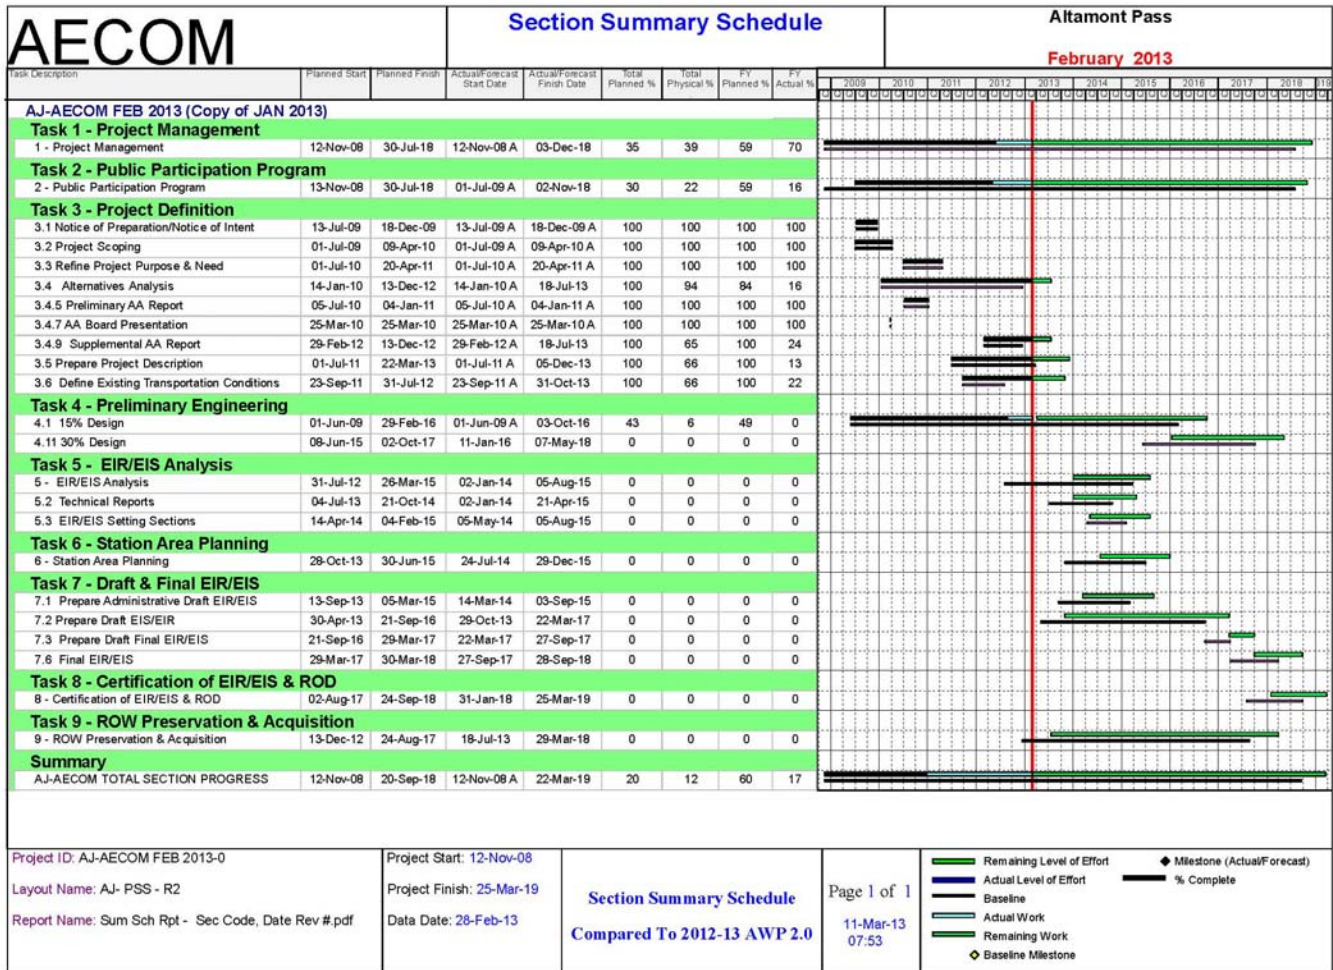 AECOM
Section Summary Schedule
Altamont Pass
February 2013
Task Description Planned Start Planned Finish Actual/Forecast Start Date Actual/Forecast Finish Date Total Planned % Total Physical % FY Planned % FY Actual %
2009 2010 2011 2012 2013 2014 2015 2016 2017 2018
AJ-AECOM FEB 2013 (Copy of JAN 2013)
Task 1 - Project Management
1 - Project Management 12-Nov-08 30-Jul-18 12-Nov-08 A 03-Dec-18 35 39 59 70
Task 2 - Public Participation Program
2 - Public Participation Program 13-Nov-08 30-Jul-18 01-Jul-09 A 02-Nov-18 30 22 59 16
Task 3 - Project Definition
3.1 Notice of Preparation/Notice of Intent 13-Jul-09 18-Dec-09 13-Jul-09 A 18-Dec-09 A 100 100 100 100
3.2 Project Scoping 01-Jul-09 09-Apr-10 01-Jul-09 A 09-Apr-10 A 100 100 100 100
3.3 Refine Project Purpose & Need 01-Jul-10 20-Apr-11 01-Jul-10 A 20-Apr-11 A 100 100 100 100
3.4 Alternatives Analysis 14-Jan-10 13-Dec-12 14-Jan-10 A 18-Jul-13 100 94 84 16
3.4.5 Preliminary AA Report 05-Jul-10 04-Jan-11 05-Jul-10 A 04-Jan-11 A 100 100 100 100
3.4.7 AA Board Presentation 25-Mar-10 25-Mar-10 25-Mar-10 A 25-Mar-10 A 100 100 100 100
3.4.9 Supplemental AA Report 29-Feb-12 13-Dec-12 29-Feb-12 A 18-Jul-13 100 65 100 24
3.5 Prepare Project Description 01-Jul-11 22-Mar-13 01-Jul-11 A 05-Dec-13 100 66 100 13
3.6 Define Existing Transportation Conditions 23-Sep-11 31-Jul-12 23-Sep-11 A 31-Oct-13 100 66 100 22
Task 4 - Preliminary Engineering
4.1 15% Design 01-Jun-09 29-Feb-16 01-Jun-09 A 03-Oct-16 43 6 49 0
4.11 30% Design 08-Jun-15 02-Oct-17 11-Jan-16 07-May-18 0 0 0 0
Task 5 - EIR/EIS Analysis
5 - EIR/EIS Analysis 31-Jul-12 26-Mar-15 02-Jan-14 05-Aug-15 0 0 0 0
5.2 Technical Reports 04-Jul-13 21-Oct-14 02-Jan-14 21-Apr-15 0 0 0 0
5.3 EIR/EIS Setting Sections 14-Apr-14 04-Feb-15 05-May-14 05-Aug-15 0 0 0 0
Task 6 - Station Area Planning
6 - Station Area Planning 28-Oct-13 30-Jun-15 24-Jul-14 29-Dec-15 0 0 0 0
Task 7 - Draft & Final EIR/EIS
7.1 Prepare Administrative Draft EIR/EIS 13-Sep-13 05-Mar-15 14-Mar-14 03-Sep-15 0 0 0 0
7.2 Prepare Draft EIS/EIR 30-Apr-13 21-Sep-16 29-Oct-13 22-Mar-17 0 0 0 0
7.3 Prepare Draft Final EIR/EIS 21-Sep-16 29-Mar-17 22-Mar-17 27-Sep-17 0 0 0 0
7.6 Final EIR/EIS 29-Mar-17 30-Mar-18 27-Sep-17 28-Sep-18 0 0 0 0
Task 8 - Certification of EIR/EIS & ROD
8 - Certification of EIR/EIS & ROD 02-Aug-17 24-Sep-18 31-Jan-18 25-Mar-19 0 0 0 0
Task 9 - ROW Preservation & Acquisition
9 - ROW Preservation & Acquisition 13-Dec-12 24-Aug-17 18-Jul-13 29-Mar-18 0 0 0 0
Summary
AJ-AECOM TOTAL SECTION PROGRESS 12-Nov-08 20-Sep-18 12-Nov-08 A 22-Mar-19 20 12 60 17
Project ID: AJ-AECOM FEB 2013-0
Layout Name: AJ- PSS - R2
Report Name: Sum Sch Rpt - Sec Code, Date Rev #.pdf
Project Start: 12-Nov-08
Project Finish: 25-Mar-19
Data Date: 28-Feb-13
Section Summary Schedule
Compared To 2012-13 AWP 2.0
Page 1 of 1
11-Mar-13
07:53
Remaining Level of Effort
Actual Level of Effort
Baseline
Actual Work
Remaining Work
Baseline Milestone
Milestone (Actual/Forecast)
% Complete